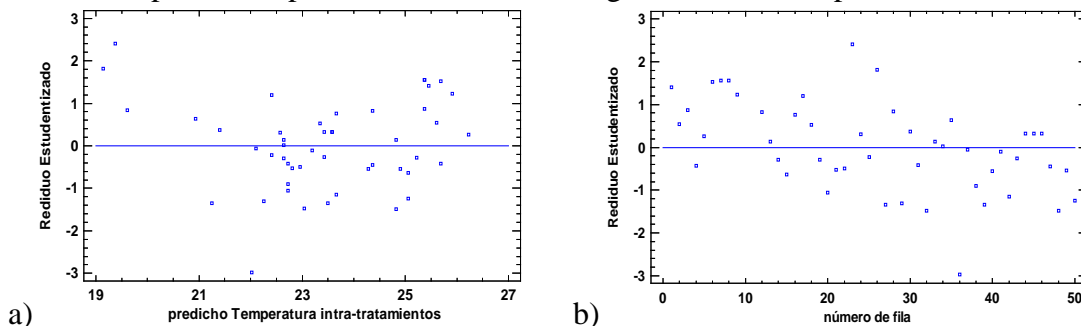 Rediduo Estudentizado
3
2
1
0
-1
-2
-3
19 21 23 25 27
predicho Temperatura intra-tratamientos
a)
Rediduo Estudentizado
3
2
1
0
-1
-2
-3
0 10 20 30 40 50
número de fila
b)